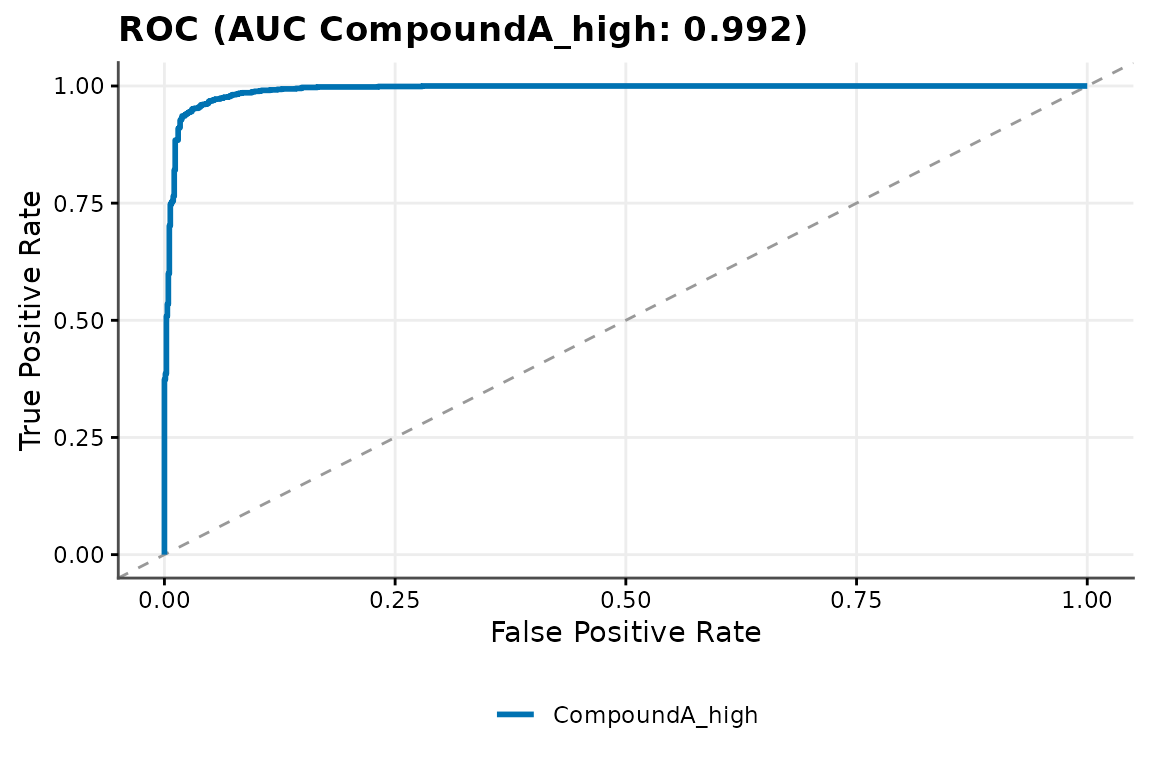 ROC (AUC CompoundA_high: 0.992)
True Positive Rate
1.00
0.75
0.50
0.25
0.00
0.00 0.25 0.50 0.75 1.00
False Positive Rate
CompoundA_high